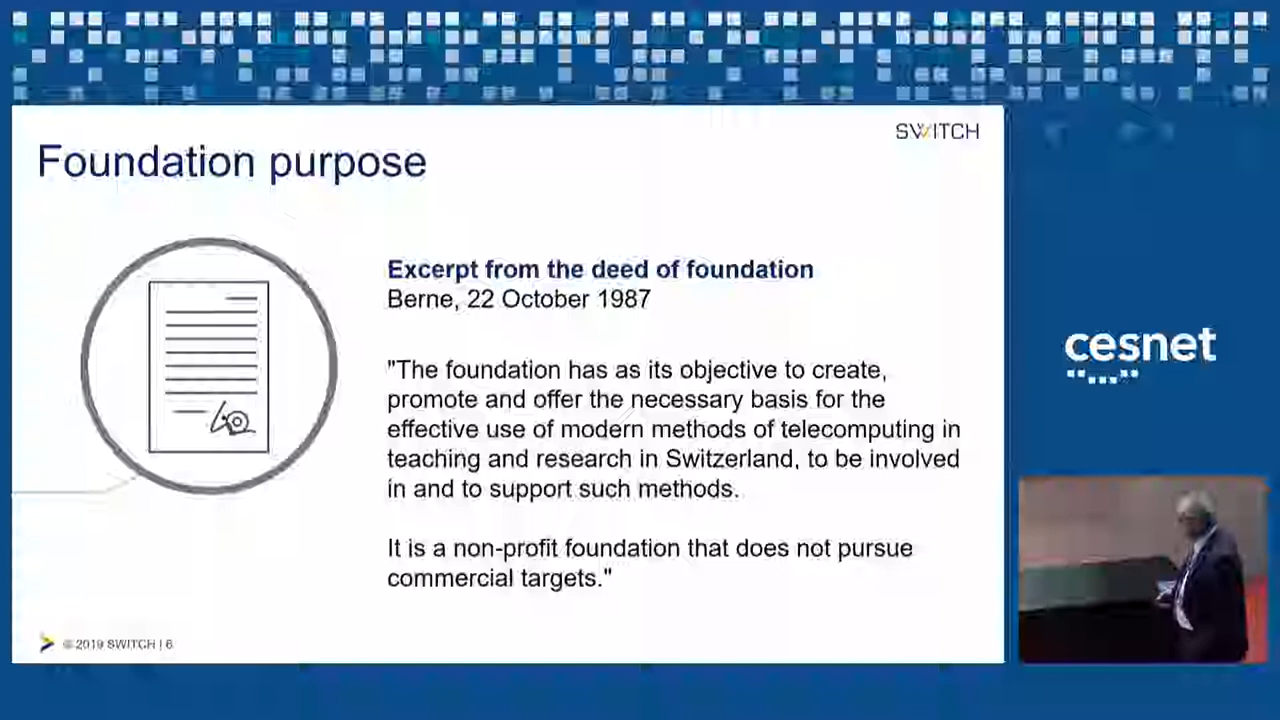 SWITCH
Foundation purpose
Excerpt from the deed of foundation
Berne, 22 October 1987
"The foundation has as its objective to create,
promote and offer the necessary basis for the
effective use of modern methods of telecomputing in
teaching and research in Switzerland, to be involved
in and to support such methods.
It is a non-profit foundation that does not pursue
commercial targets."
© 2019 SWITCH | 6
cesnet